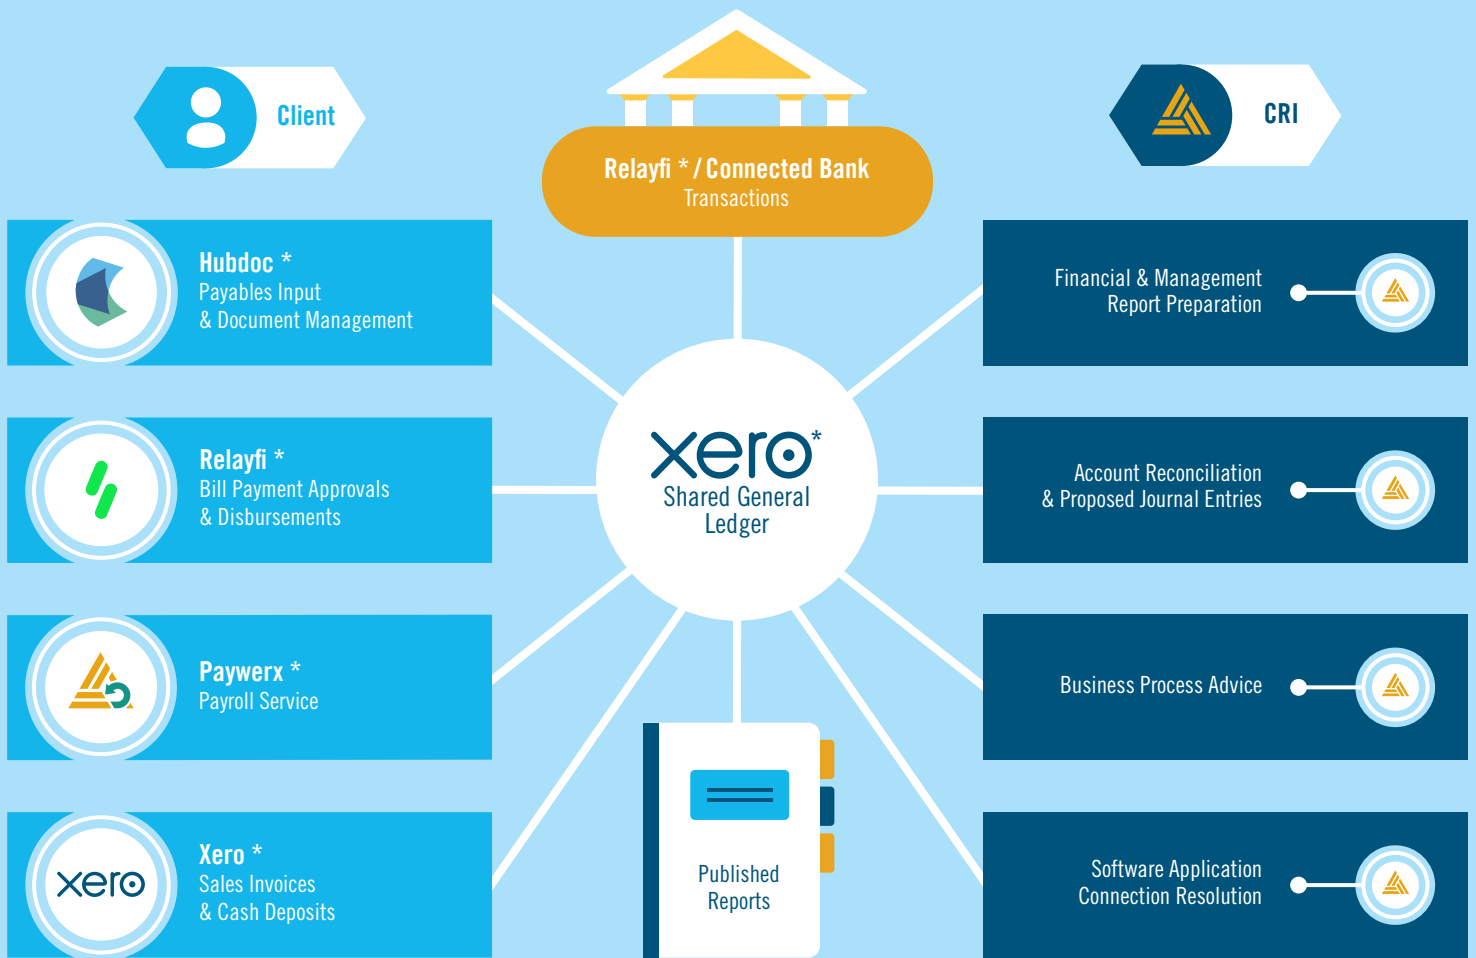 Client
Relayfi * / Connected Bank
Transactions
CRI
Hubdoc *
Payables Input
& Document Management
Relayfi *
Bill Payment Approvals
& Disbursements
Paywerx *
Payroll Service
xero
Xero *
Sales Invoices
& Cash Deposits
xero*
Shared General
Ledger
Published
Reports
Financial & Management
Report Preparation
Account Reconciliation
& Proposed Journal Entries
Business Process Advice
Software Application
Connection Resolution